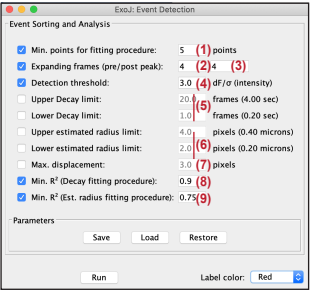 ExoJ: Event Detection
Event Sorting and Analysis
Min. points for fitting procedure: 5 (1) points
Expanding frames (pre/post peak): 4 (2) 4 (3)
Detection threshold: 3.0 (4) dF/σ (intensity)
Upper Decay limit: 20.0 frames (4.00 sec)
(5)
Lower Decay limit: 1.0 frames (0.20 sec)
Upper estimated radius limit: 4.0 pixels (0.40 microns)
(6)
Lower estimated radius limit: 2.0 pixels (0.20 microns)
Max. displacement: 3.0 (7) pixels
Min. R² (Decay fitting procedure): 0.9 (8)
Min. R² (Est. radius fitting procedure): 0.75 (9)
Parameters
Save Load Restore
Run Label color: Red